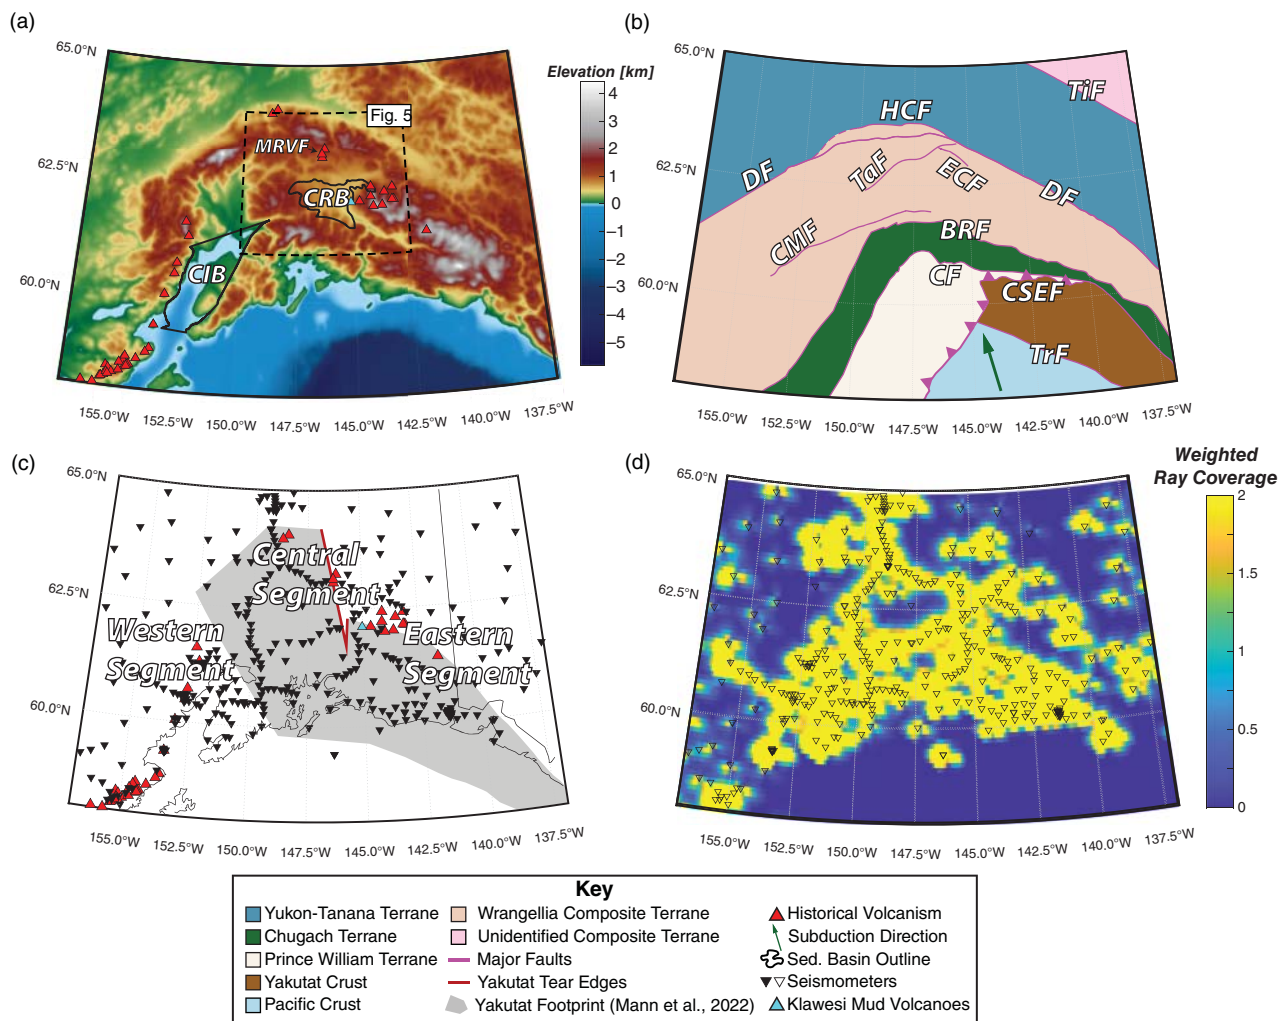 (a)
65.0°N
62.5°N
60.0°N
155.0°W
152.5°W
150.0°W
147.5°W
145.0°W
142.5°W
140.0°W
137.5°W
Fig. 5
MRVF
CRB
CIB
Elevation [km]
4
3
2
1
0
−1
−2
−3
−4
−5
(b)
65.0°N
62.5°N
60.0°N
155.0°W
152.5°W
150.0°W
147.5°W
145.0°W
142.5°W
140.0°W
137.5°W
TiF
HCF
DF
TaF
ECF
DF
CMF
BRF
CF
CSEF
TrF
(c)
65.0°N
62.5°N
60.0°N
155.0°W
152.5°W
150.0°W
147.5°W
145.0°W
142.5°W
140.0°W
137.5°W
Central
Segment
Western
Segment
Eastern
Segment
(d)
65.0°N
62.5°N
60.0°N
155.0°W
152.5°W
150.0°W
147.5°W
145.0°W
142.5°W
140.0°W
137.5°W
Weighted
Ray Coverage
2
1.5
1
0.5
0
Key
Yukon-Tanana Terrane
Chugach Terrane
Prince William Terrane
Yakutat Crust
Pacific Crust
Wrangellia Composite Terrane
Unidentified Composite Terrane
Major Faults
Yakutat Tear Edges
Yakutat Footprint (Mann et al., 2022)
Historical Volcanism
Subduction Direction
Sed. Basin Outline
Seismometers
Klawesi Mud Volcanoes